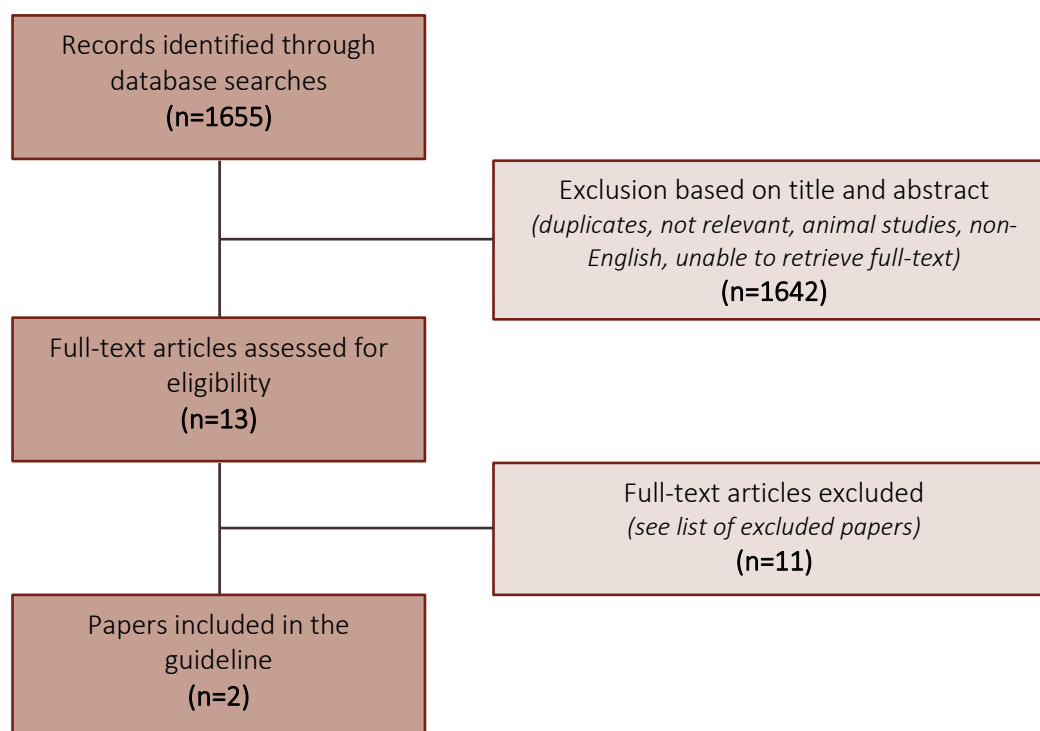 Records identified through
database searches
(n=1655)
Exclusion based on title and abstract
(duplicates, not relevant, animal studies, non-
English, unable to retrieve full-text)
(n=1642)
Full-text articles assessed for
eligibility
(n=13)
Full-text articles excluded
(see list of excluded papers)
(n=11)
Papers included in the
guideline
(n=2)